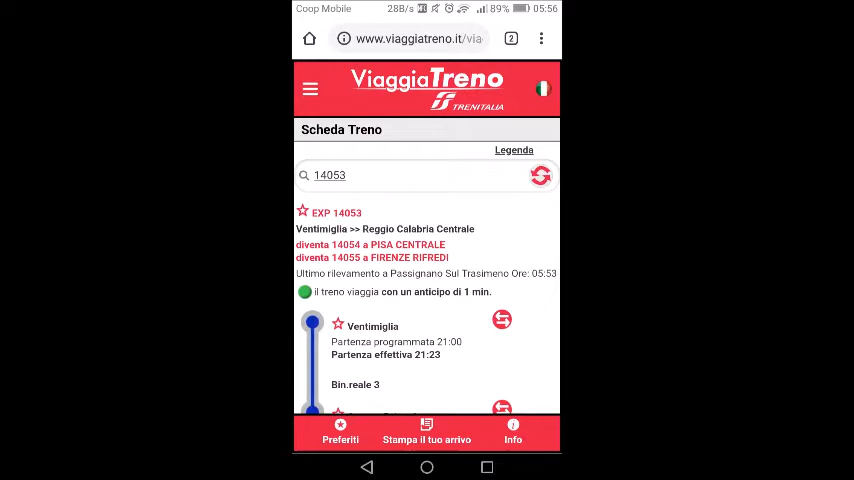 Coop Mobile 28B/s 89% 05:56
www.viaggiatreno.it/via
2
ViaggiaTreno
TRENITALIA
Scheda Treno
Legenda
14053
EXP 14053
Ventimiglia >> Reggio Calabria Centrale
diventa 14054 a PISA CENTRALE
diventa 14055 a FIRENZE RIFREDI
Ultimo rilevamento a Passignano Sul Trasimeno Ore: 05:53
il treno viaggia con un anticipo di 1 min.
Ventimiglia
Partenza programmata 21:00
Partenza effettiva 21:23
Bin.reale 3
Preferiti Stampa il tuo arrivo Info